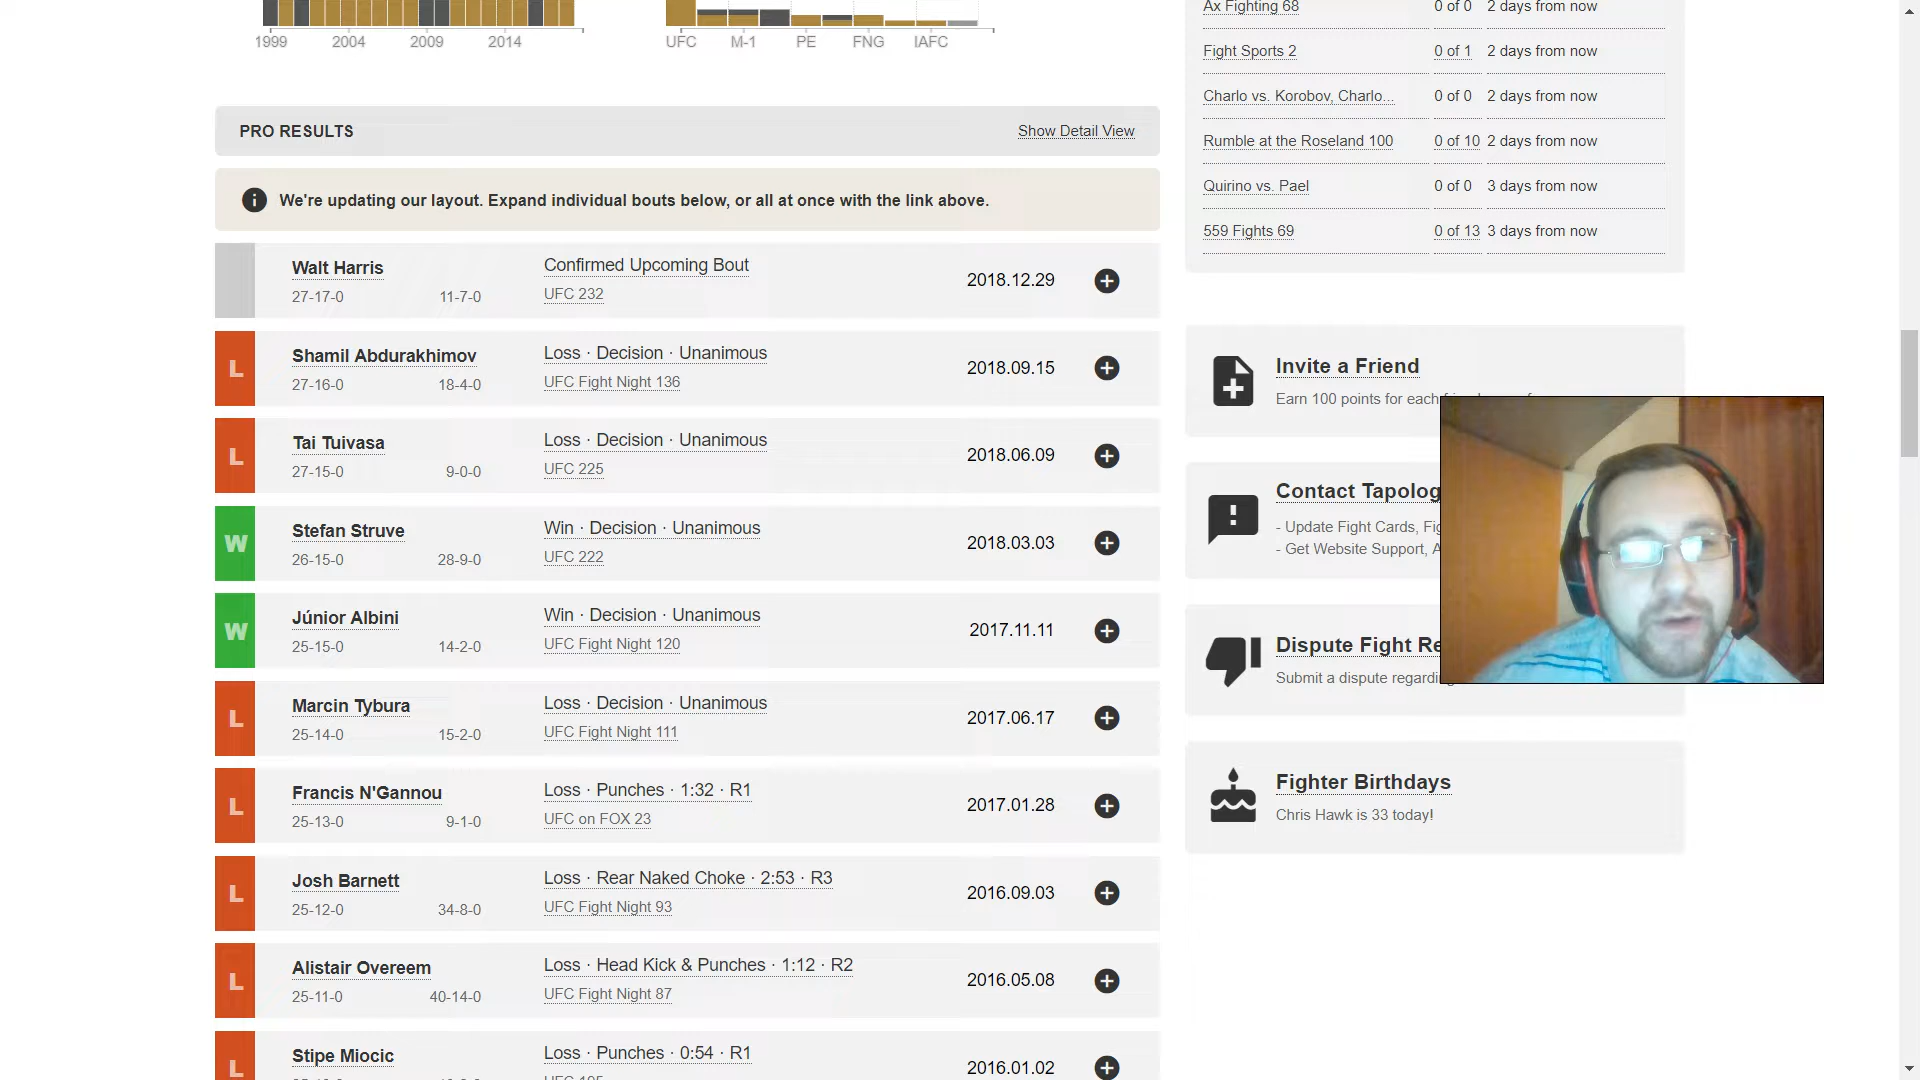 1999 2004 2009 2014
UFC M-1 PE FNG IAFC
PRO RESULTS
Show Detail View
We're updating our layout. Expand individual bouts below, or all at once with the link above.
Walt Harris
27-17-0 11-7-0
Confirmed Upcoming Bout
UFC 232
2018.12.29
L
Shamil Abdurakhimov
27-16-0 18-4-0
Loss · Decision · Unanimous
UFC Fight Night 136
2018.09.15
L
Tai Tuivasa
27-15-0 9-0-0
Loss · Decision · Unanimous
UFC 225
2018.06.09
W
Stefan Struve
26-15-0 28-9-0
Win · Decision · Unanimous
UFC 222
2018.03.03
W
Júnior Albini
25-15-0 14-2-0
Win · Decision · Unanimous
UFC Fight Night 120
2017.11.11
L
Marcin Tybura
25-14-0 15-2-0
Loss · Decision · Unanimous
UFC Fight Night 111
2017.06.17
L
Francis N'Gannou
25-13-0 9-1-0
Loss · Punches · 1:32 · R1
UFC on FOX 23
2017.01.28
L
Josh Barnett
25-12-0 34-8-0
Loss · Rear Naked Choke · 2:53 · R3
UFC Fight Night 93
2016.09.03
L
Alistair Overeem
25-11-0 40-14-0
Loss · Head Kick & Punches · 1:12 · R2
UFC Fight Night 87
2016.05.08
L
Stipe Miocic
Loss · Punches · 0:54 · R1
2016.01.02
Ax Fighting 68 0 of 0 2 days from now
Fight Sports 2 0 of 1 2 days from now
Charlo vs. Korobov, Charlo... 0 of 0 2 days from now
Rumble at the Roseland 100 0 of 10 2 days from now
Quirino vs. Pael 0 of 0 3 days from now
559 Fights 69 0 of 13 3 days from now
Invite a Friend
Earn 100 points for each
Contact Tapolog
- Update Fight Cards, Fig
- Get Website Support, A
Dispute Fight Re
Submit a dispute regardin
Fighter Birthdays
Chris Hawk is 33 today!